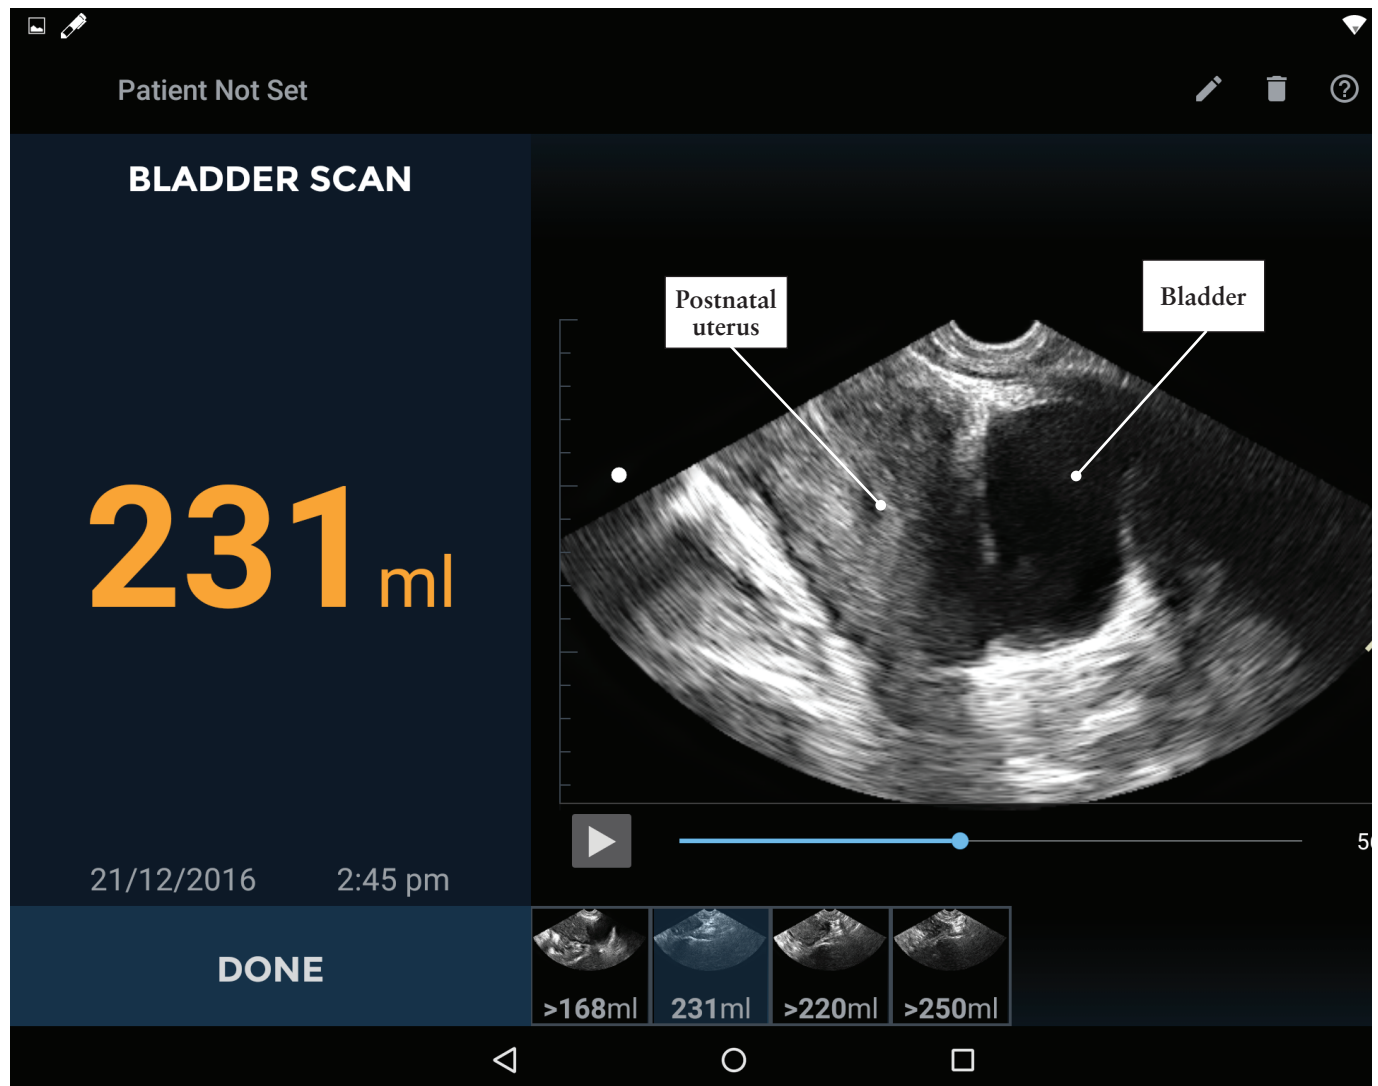 Patient Not Set
BLADDER SCAN
Postnatal
uterus
Bladder
231 ml
21/12/2016 2:45 pm
DONE
>168ml 231ml >220ml >250ml